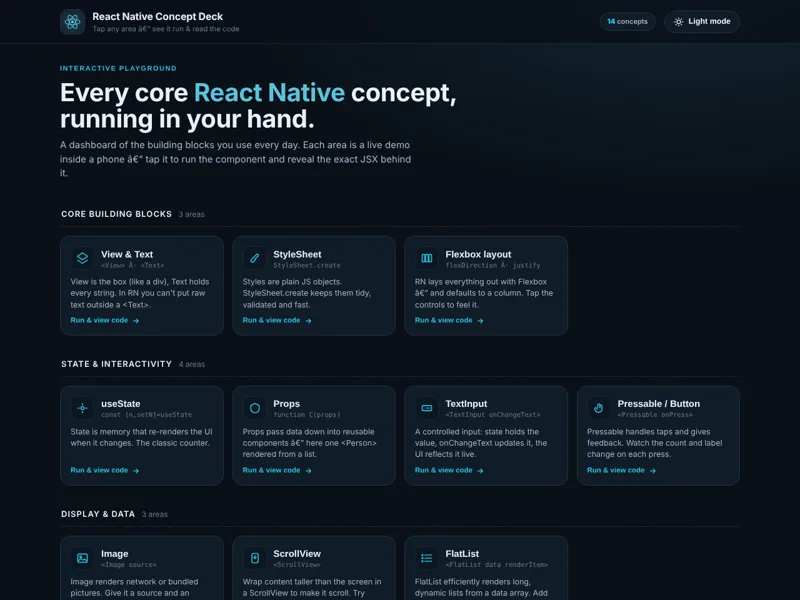 React Native Concept Deck
Tap any area â€" see it run & read the code
14 concepts
Light mode
INTERACTIVE PLAYGROUND
Every core React Native concept,
running in your hand.
A dashboard of the building blocks you use every day. Each area is a live demo
inside a phone â€" tap it to run the component and reveal the exact JSX behind
it.
CORE BUILDING BLOCKS 3 areas
View & Text
<View> Â· <Text>
View is the box (like a div), Text holds
every string. In RN you can't put raw
text outside a <Text>.
Run & view code →
StyleSheet
StyleSheet.create
Styles are plain JS objects.
StyleSheet.create keeps them tidy,
validated and fast.
Run & view code →
Flexbox layout
flexDirection Â· justify
RN lays everything out with Flexbox
â€" and defaults to a column. Tap the
controls to feel it.
Run & view code →
STATE & INTERACTIVITY 4 areas
useState
const [n,setN]=useState
State is memory that re-renders the UI
when it changes. The classic counter.
Run & view code →
Props
function C(props)
Props pass data down into reusable
components â€" here one <Person>
rendered from a list.
Run & view code →
TextInput
<TextInput onChangeText>
A controlled input: state holds the
value, onChangeText updates it, the
UI reflects it live.
Run & view code →
Pressable / Button
<Pressable onPress>
Pressable handles taps and gives
feedback. Watch the count and label
change on each press.
Run & view code →
DISPLAY & DATA 3 areas
Image
<Image source>
Image renders network or bundled
pictures. Give it a source and an
ScrollView
<ScrollView>
Wrap content taller than the screen in
a ScrollView to make it scroll. Try
FlatList
<FlatList data renderItem>
FlatList efficiently renders long,
dynamic lists from a data array. Add